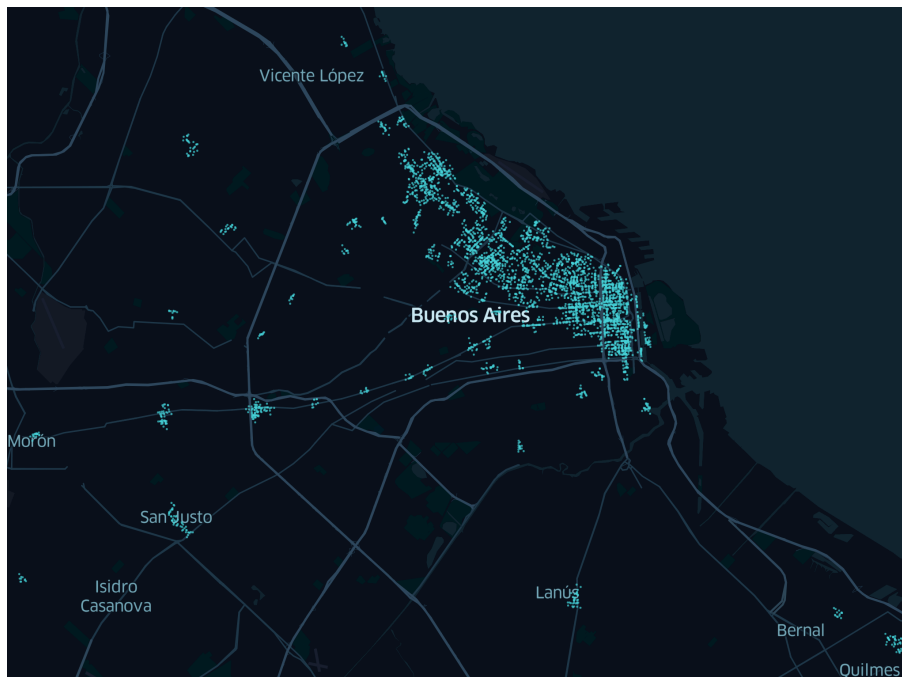 Vicente López
Buenos Aires
Morón
San Justo
Isidro
Casanova
Lanús
Bernal
Quilmes